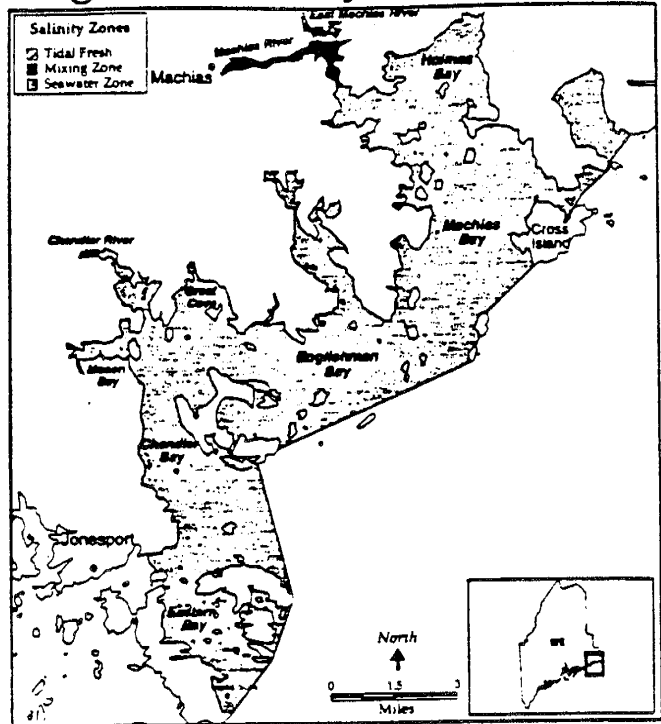 Salinity Zones
Tidal Fresh
Mixing Zone
Seawater Zone
East Machias River
Machias River
Machias
Holmes
Bay
Machias
Bay
Cross
Island
Chandler River
Great
Cove
Mason
Bay
Englishman
Bay
Chandler
Bay
Jonesport
Eastern
Bay
North
0 1.5 3
Miles